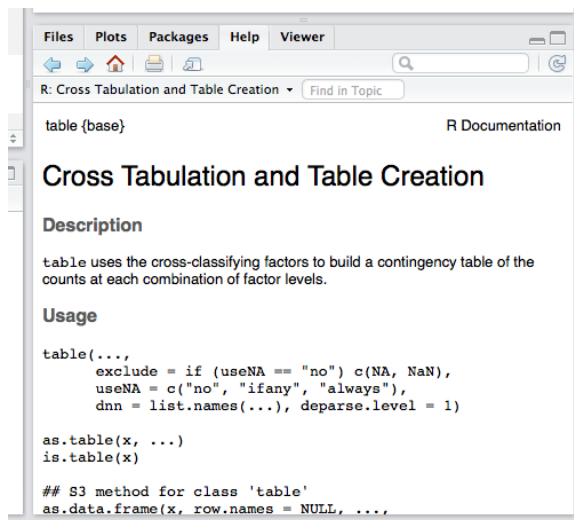 Files Plots Packages Help Viewer
R: Cross Tabulation and Table Creation Find in Topic
table {base} R Documentation
Cross Tabulation and Table Creation
Description
table uses the cross-classifying factors to build a contingency table of the
counts at each combination of factor levels.
Usage
table(...,
      exclude = if (useNA == "no") c(NA, NaN),
      useNA = c("no", "ifany", "always"),
      dnn = list.names(...), deparse.level = 1)
as.table(x, ...)
is.table(x)
## S3 method for class 'table'
as.data.frame(x, row.names = NULL, ...,